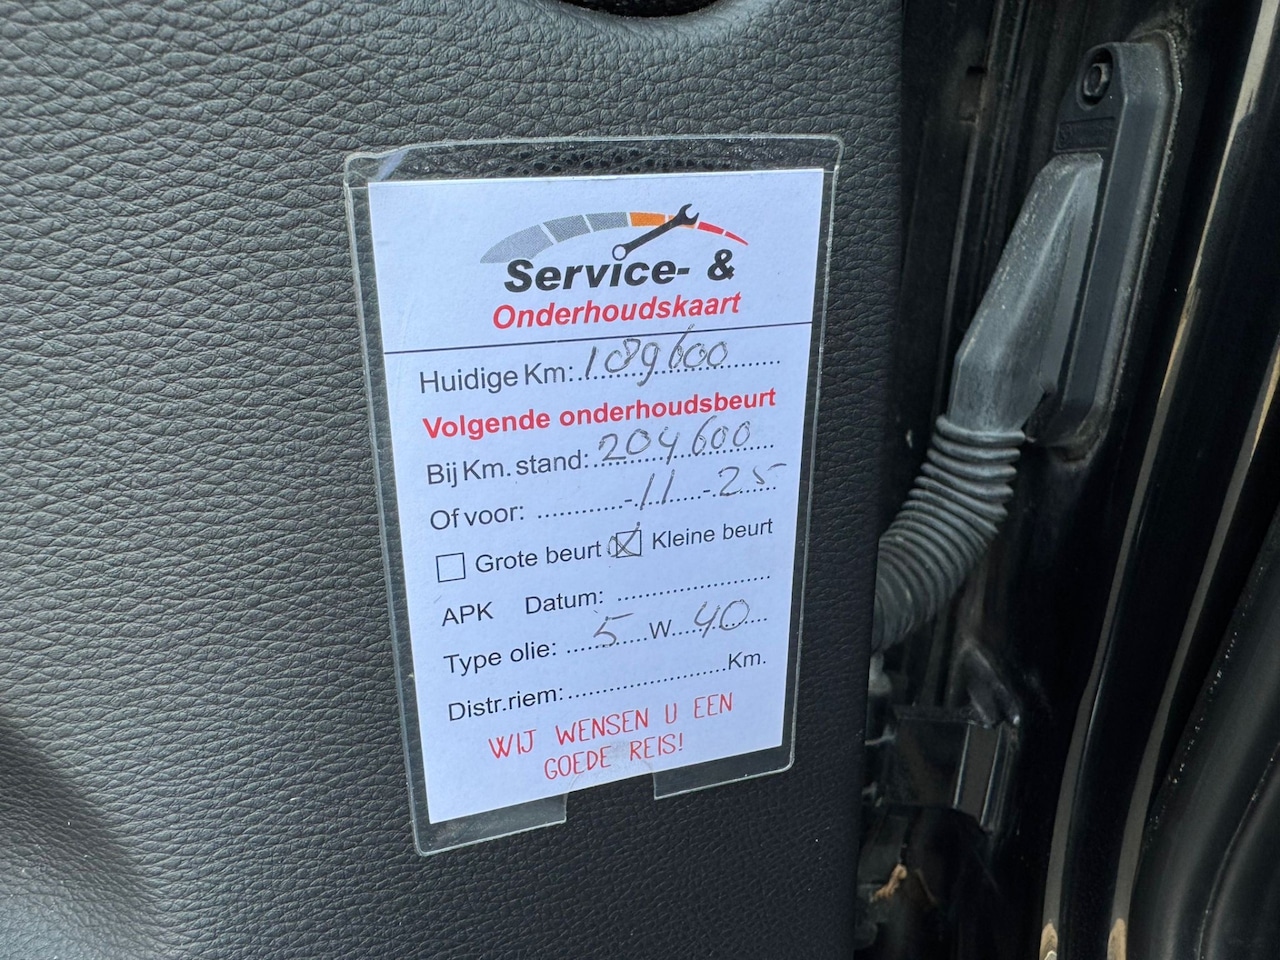 Service- &
Onderhoudskaart
Huidige Km: 189600
Volgende onderhoudsbeurt
Bij Km. stand: 204600
Of voor: -11-25
Grote beurt Kleine beurt
APK Datum:
Type olie: 5 W 40
Distr.riem: Km.
WIJ WENSEN U EEN
GOEDE REIS!